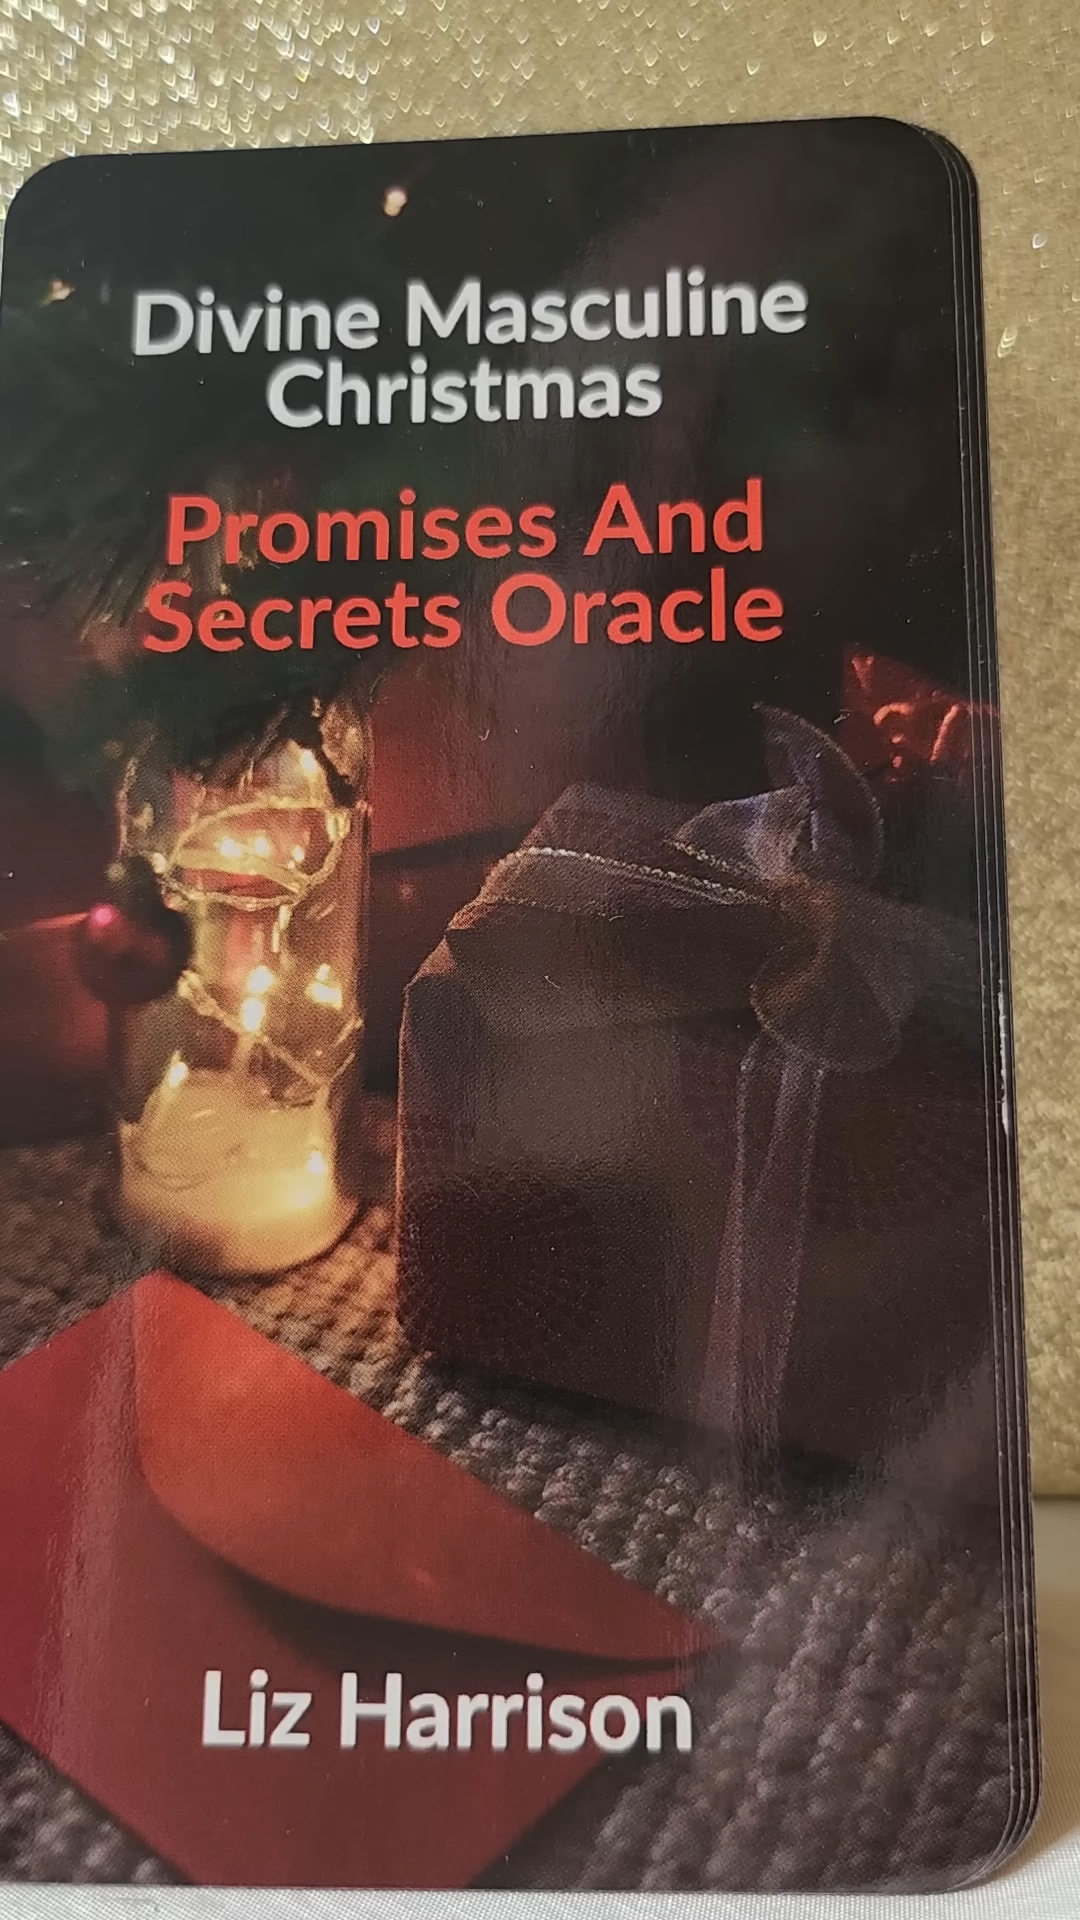 Divine Masculine
Christmas
Promises And
Secrets Oracle
Liz Harrison